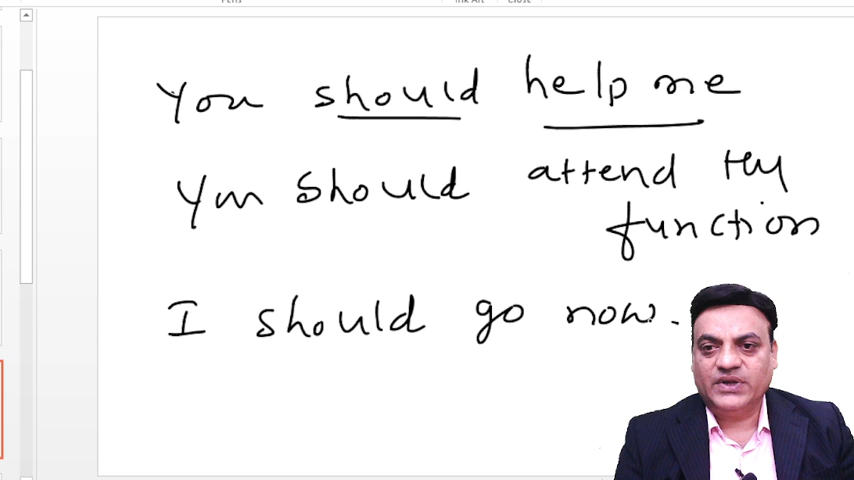 You should help me
You should attend the
function
I should go now.